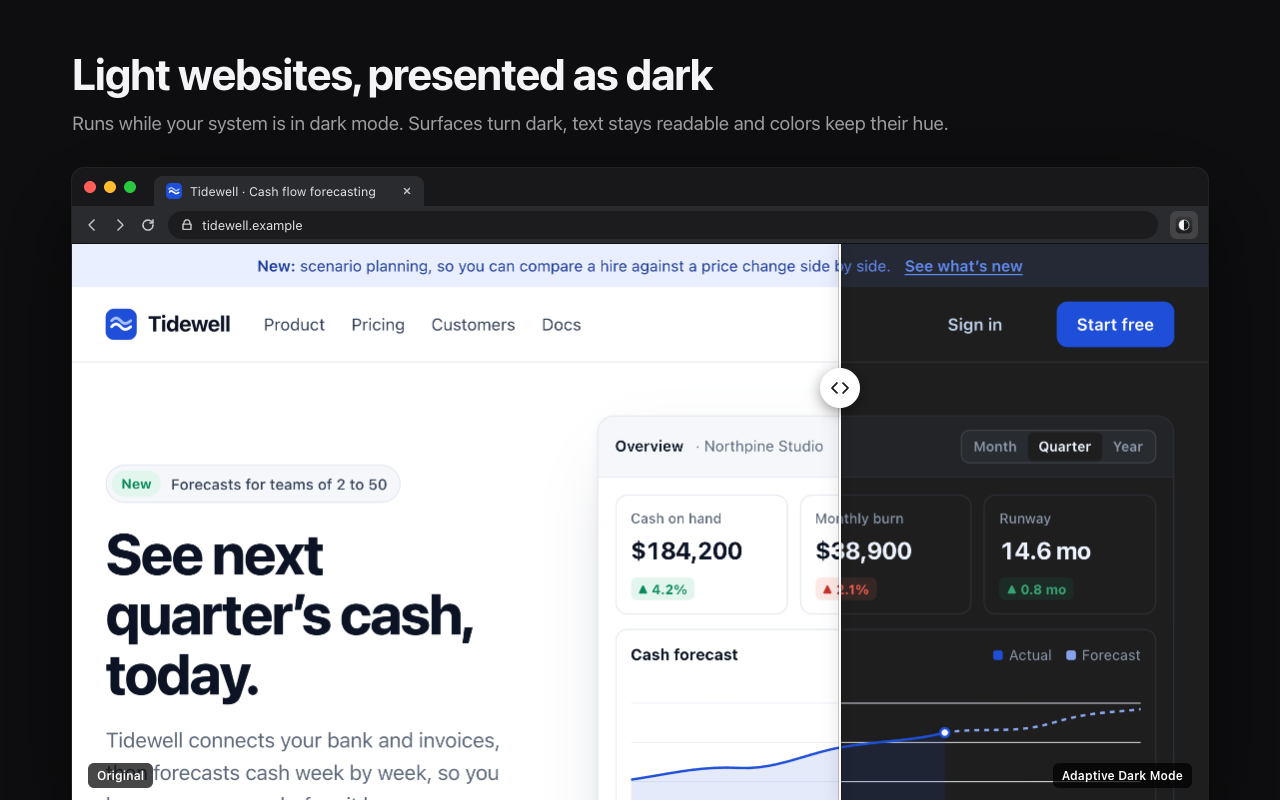 Light websites, presented as dark
Runs while your system is in dark mode. Surfaces turn dark, text stays readable and colors keep their hue.
Tidewell · Cash flow forecasting
tidewell.example
New: scenario planning, so you can compare a hire against a price change side by side. See what's new
Tidewell Product Pricing Customers Docs Sign in Start free
New Forecasts for teams of 2 to 50
See next
quarter's cash,
today.
Tidewell connects your bank and invoices,
forecasts cash week by week, so you
Original
Overview · Northpine Studio Month Quarter Year
Cash on hand Monthly burn Runway
$184,200 $38,900 14.6 mo
▲ 4.2% ▲ 2.1% ▲ 0.8 mo
Cash forecast Actual Forecast
Adaptive Dark Mode